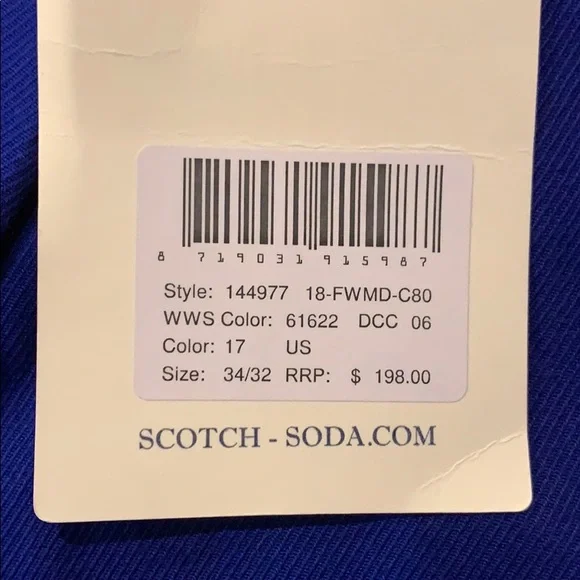 8 719031 915987
Style: 144977 18-FWMD-C80
WWS Color: 61622 DCC 06
Color: 17 US
Size: 34/32 RRP: $ 198.00
SCOTCH - SODA.COM